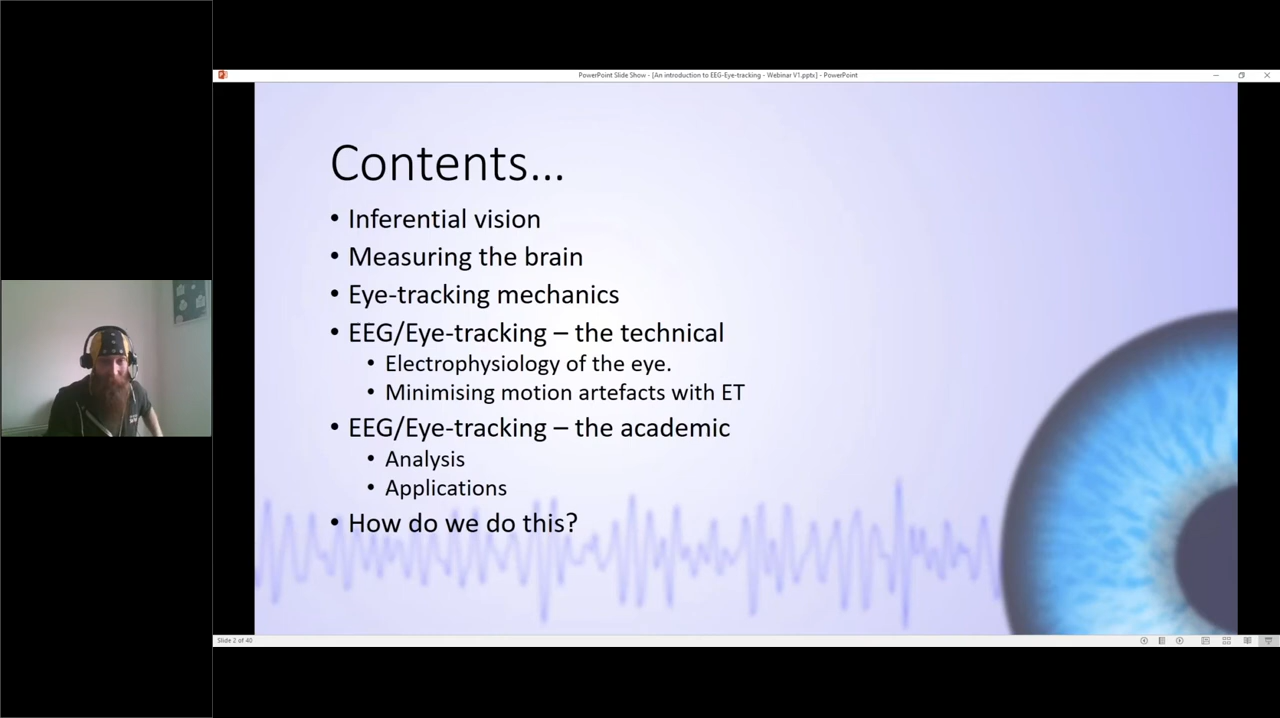 PowerPoint Slide Show - [An introduction to EEG-Eye-tracking - Webinar V1.pptx] - PowerPoint
Contents...
• Inferential vision
• Measuring the brain
• Eye-tracking mechanics
• EEG/Eye-tracking – the technical
• Electrophysiology of the eye.
• Minimising motion artefacts with ET
• EEG/Eye-tracking – the academic
• Analysis
• Applications
• How do we do this?
Slide 2 of 40